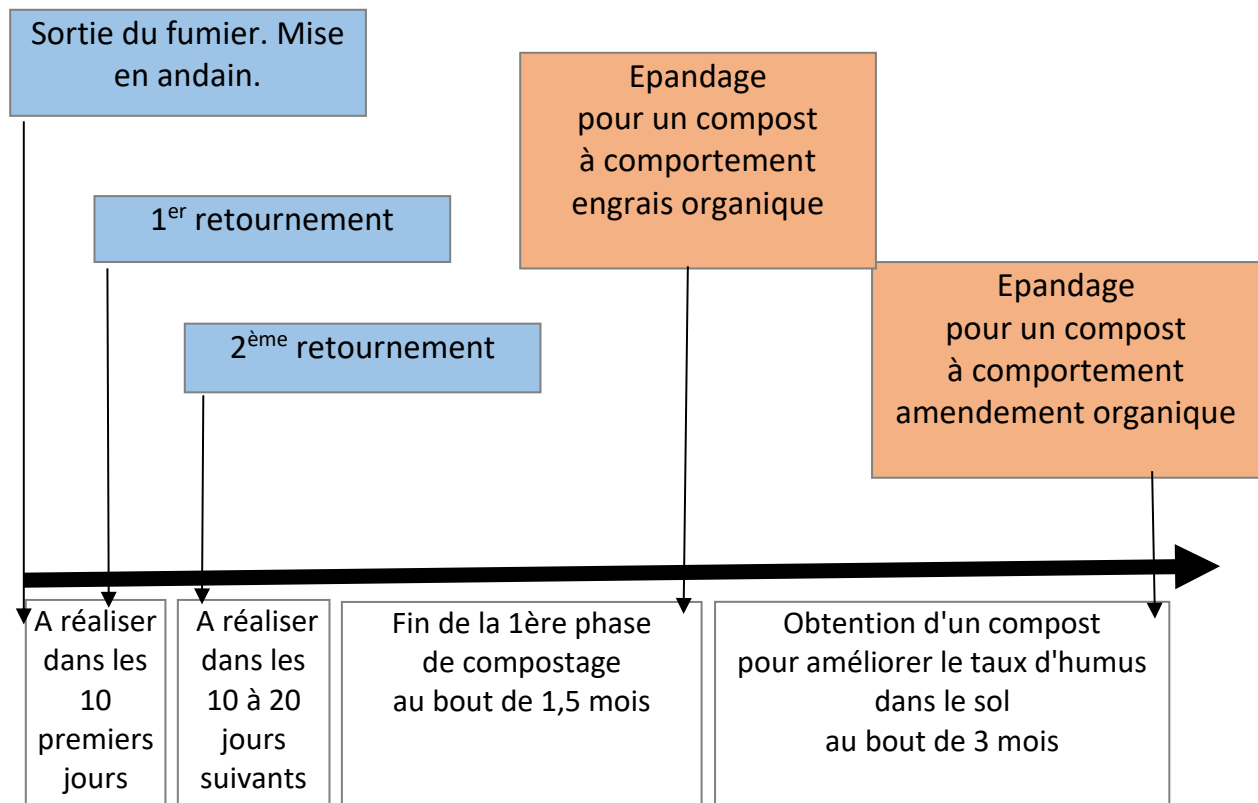 Sortie du fumier. Mise
en andain.
1er retournement
2ème retournement
Epandage
pour un compost
à comportement
engrais organique
Epandage
pour un compost
à comportement
amendement organique
A réaliser
dans les
10
premiers
jours
A réaliser
dans les
10 à 20
jours
suivants
Fin de la 1ère phase
de compostage
au bout de 1,5 mois
Obtention d'un compost
pour améliorer le taux d'humus
dans le sol
au bout de 3 mois